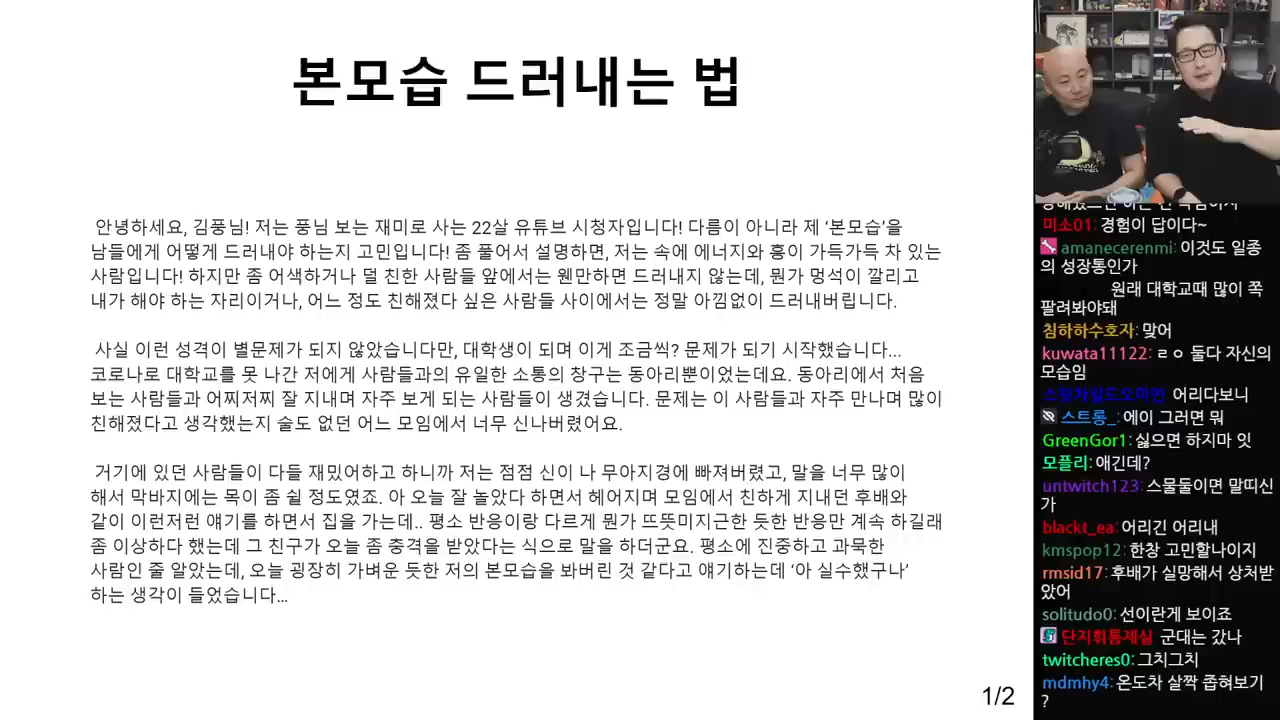 본모습 드러내는 법
안녕하세요, 김풍님! 저는 풍님 보는 재미로 사는 22살 유튜브 시청자입니다! 다름이 아니라 제 ‘본모습’을
남들에게 어떻게 드러내야 하는지 고민입니다! 좀 풀어서 설명하면, 저는 속에 에너지와 흥이 가득가득 차 있는
사람입니다! 하지만 좀 어색하거나 덜 친한 사람들 앞에서는 웬만하면 드러내지 않는데, 뭔가 멍석이 깔리고
내가 해야 하는 자리이거나, 어느 정도 친해졌다 싶은 사람들 사이에서는 정말 아낌없이 드러내버립니다.
사실 이런 성격이 별문제가 되지 않았습니다만, 대학생이 되며 이게 조금씩? 문제가 되기 시작했습니다...
코로나로 대학교를 못 나간 저에게 사람들과의 유일한 소통의 창구는 동아리뿐이었는데요. 동아리에서 처음
보는 사람들과 어찌저찌 잘 지내며 자주 보게 되는 사람들이 생겼습니다. 문제는 이 사람들과 자주 만나며 많이
친해졌다고 생각했는지 술도 없던 어느 모임에서 너무 신나버렸어요.
거기에 있던 사람들이 다들 재밌어하고 하니까 저는 점점 신이 나 무아지경에 빠져버렸고, 말을 너무 많이
해서 막바지에는 목이 좀 쉴 정도였죠. 아 오늘 잘 놀았다 하면서 헤어지며 모임에서 친하게 지내던 후배와
같이 이런저런 얘기를 하면서 집을 가는데.. 평소 반응이랑 다르게 뭔가 뜨뜻미지근한 듯한 반응만 계속 하길래
좀 이상하다 했는데 그 친구가 오늘 좀 충격을 받았다는 식으로 말을 하더군요. 평소에 진중하고 과묵한
사람인 줄 알았는데, 오늘 굉장히 가벼운 듯한 저의 본모습을 봐버린 것 같다고 얘기하는데 ‘아 실수했구나’
하는 생각이 들었습니다...
1/2
미소01: 경험이 답이다~
amanecerenmi: 이것도 일종
의 성장통인가
원래 대학교때 많이 쪽
팔려봐야돼
침하하수호자: 맞어
kuwata11122: ㄹㅇ 둘다 자신의
모습임
어리다보니
스트롱_: 에이 그러면 뭐
GreenGor1: 싫으면 하지마 잇
모플리: 얘긴데?
untwitch123: 스물둘이면 말띠신
가
blackt_ea: 어리긴 어리내
kmspop12: 한창 고민할나이지
rmsid17: 후배가 실망해서 상처받
았어
solitudo0: 선이란게 보이죠
단지휘통제실 군대는 갔나
twitcheres0: 그치그치
mdmhy4: 온도차 살짝 좁혀보기
?